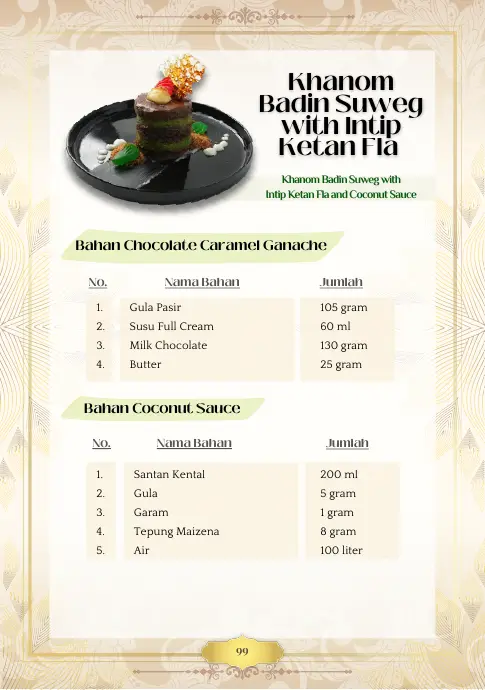 Khanom
Badin Suweg
with Intip
Ketan Fla
Khanom Badin Suweg with
Intip Ketan Fla and Coconut Sauce
Bahan Chocolate Caramel Ganache
No. Nama Bahan Jumlah
1. Gula Pasir 105 gram
2. Susu Full Cream 60 ml
3. Milk Chocolate 130 gram
4. Butter 25 gram
Bahan Coconut Sauce
No. Nama Bahan Jumlah
1. Santan Kental 200 ml
2. Gula 5 gram
3. Garam 1 gram
4. Tepung Maizena 8 gram
5. Air 100 liter
99